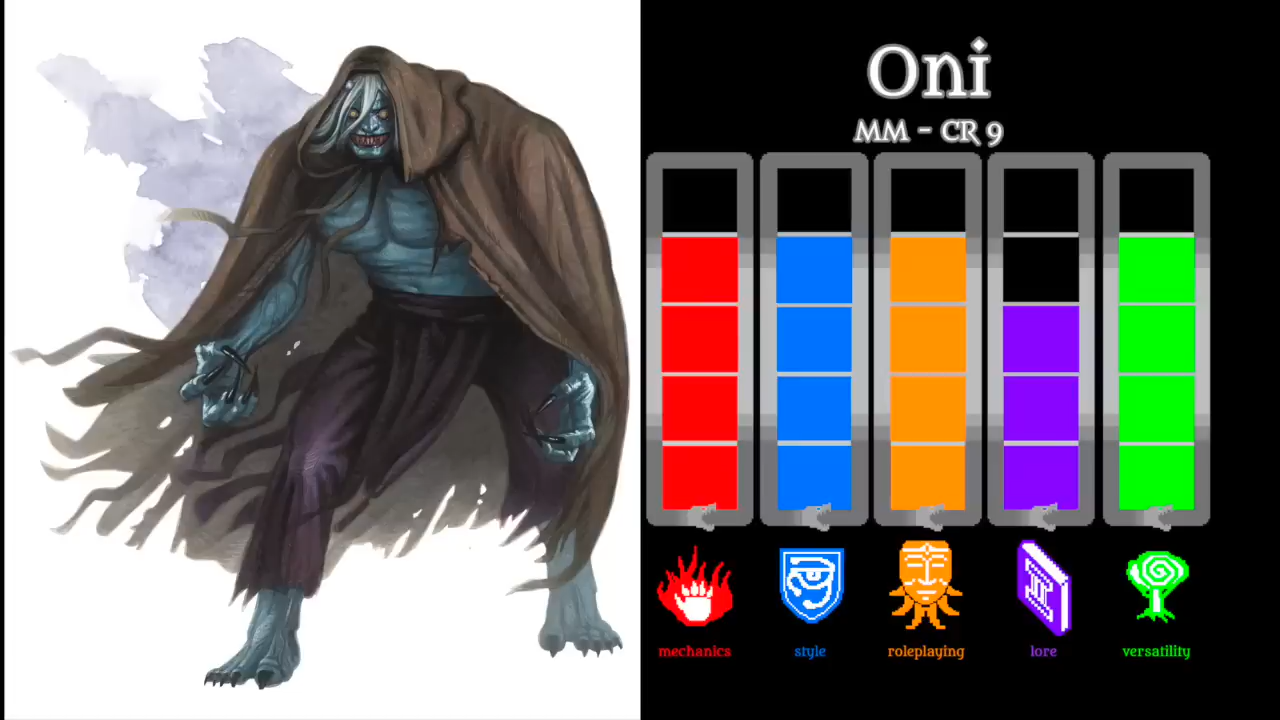 Oni
MM - CR 9
mechanics
style
roleplaying
lore
versatility